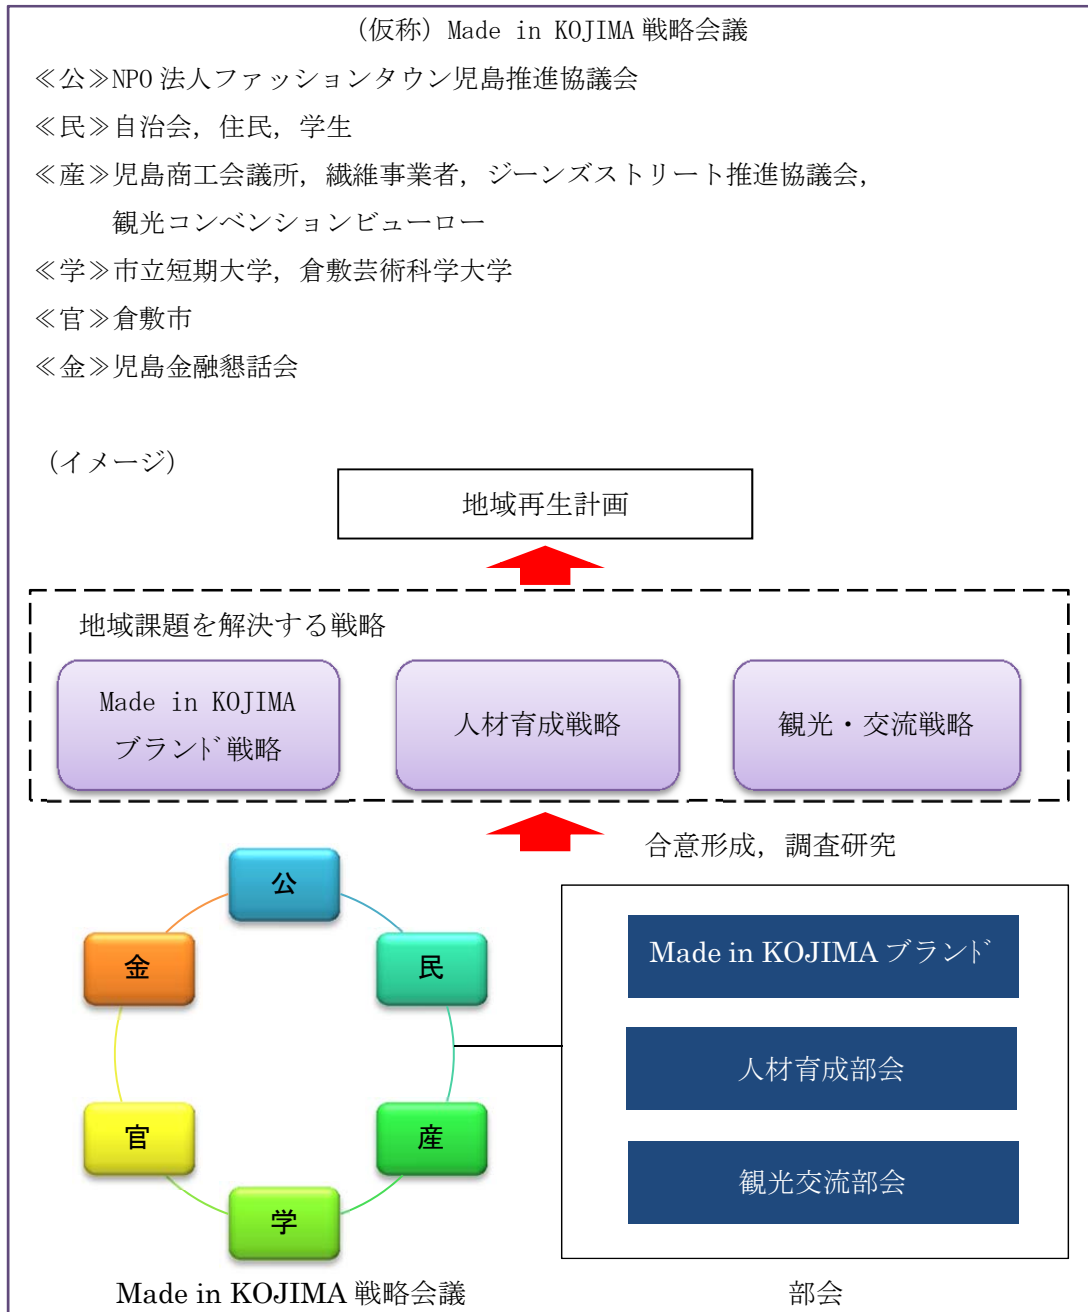 (仮称) Made in KOJIMA 戦略会議
≪公≫NPO 法人ファッションタウン児島推進協議会
≪民≫自治会，住民，学生
≪産≫児島商工会議所，繊維事業者，ジーンズストリート推進協議会，
観光コンベンションビューロー
≪学≫市立短期大学，倉敷芸術科学大学
≪官≫倉敷市
≪金≫児島金融懇話会
（イメージ）
地域再生計画
地域課題を解決する戦略
Made in KOJIMA
ブランド戦略
人材育成戦略
観光・交流戦略
合意形成，調査研究
公
民
産
学
官
金
Made in KOJIMA ブランド
人材育成部会
観光交流部会
Made in KOJIMA 戦略会議
部会